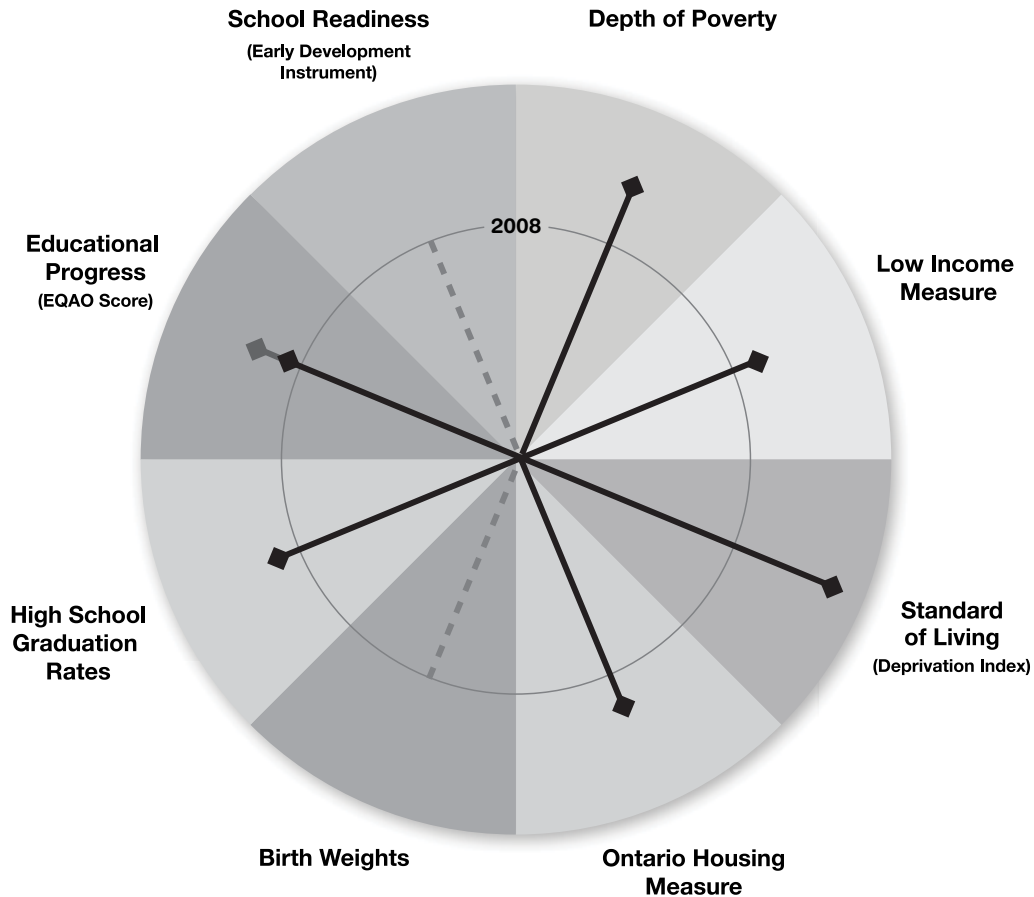 School Readiness
(Early Development
Instrument)
Depth of Poverty
2008
Educational
Progress
(EQAO Score)
Low Income
Measure
High School
Graduation
Rates
Standard
of Living
(Deprivation Index)
Birth Weights
Ontario Housing
Measure